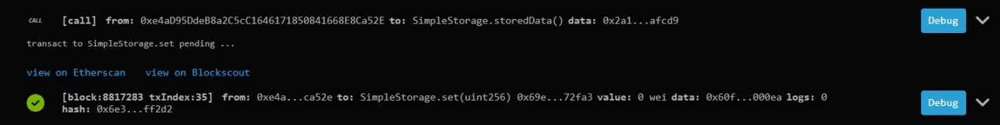 CALL [call] from: 0xe4aD95DdeB8a2C5cC1646171850841668E8Ca52E to: SimpleStorage.storedData() data: 0x2a1...afcd9 Debug
transact to SimpleStorage.set pending ...
view on Etherscan view on Blockscout
[block:8817283 txIndex:35] from: 0xe4a...ca52e to: SimpleStorage.set(uint256) 0x69e...72fa3 value: 0 wei data: 0x60f...000ea logs: 0 Debug
hash: 0x6e3...ff2d2